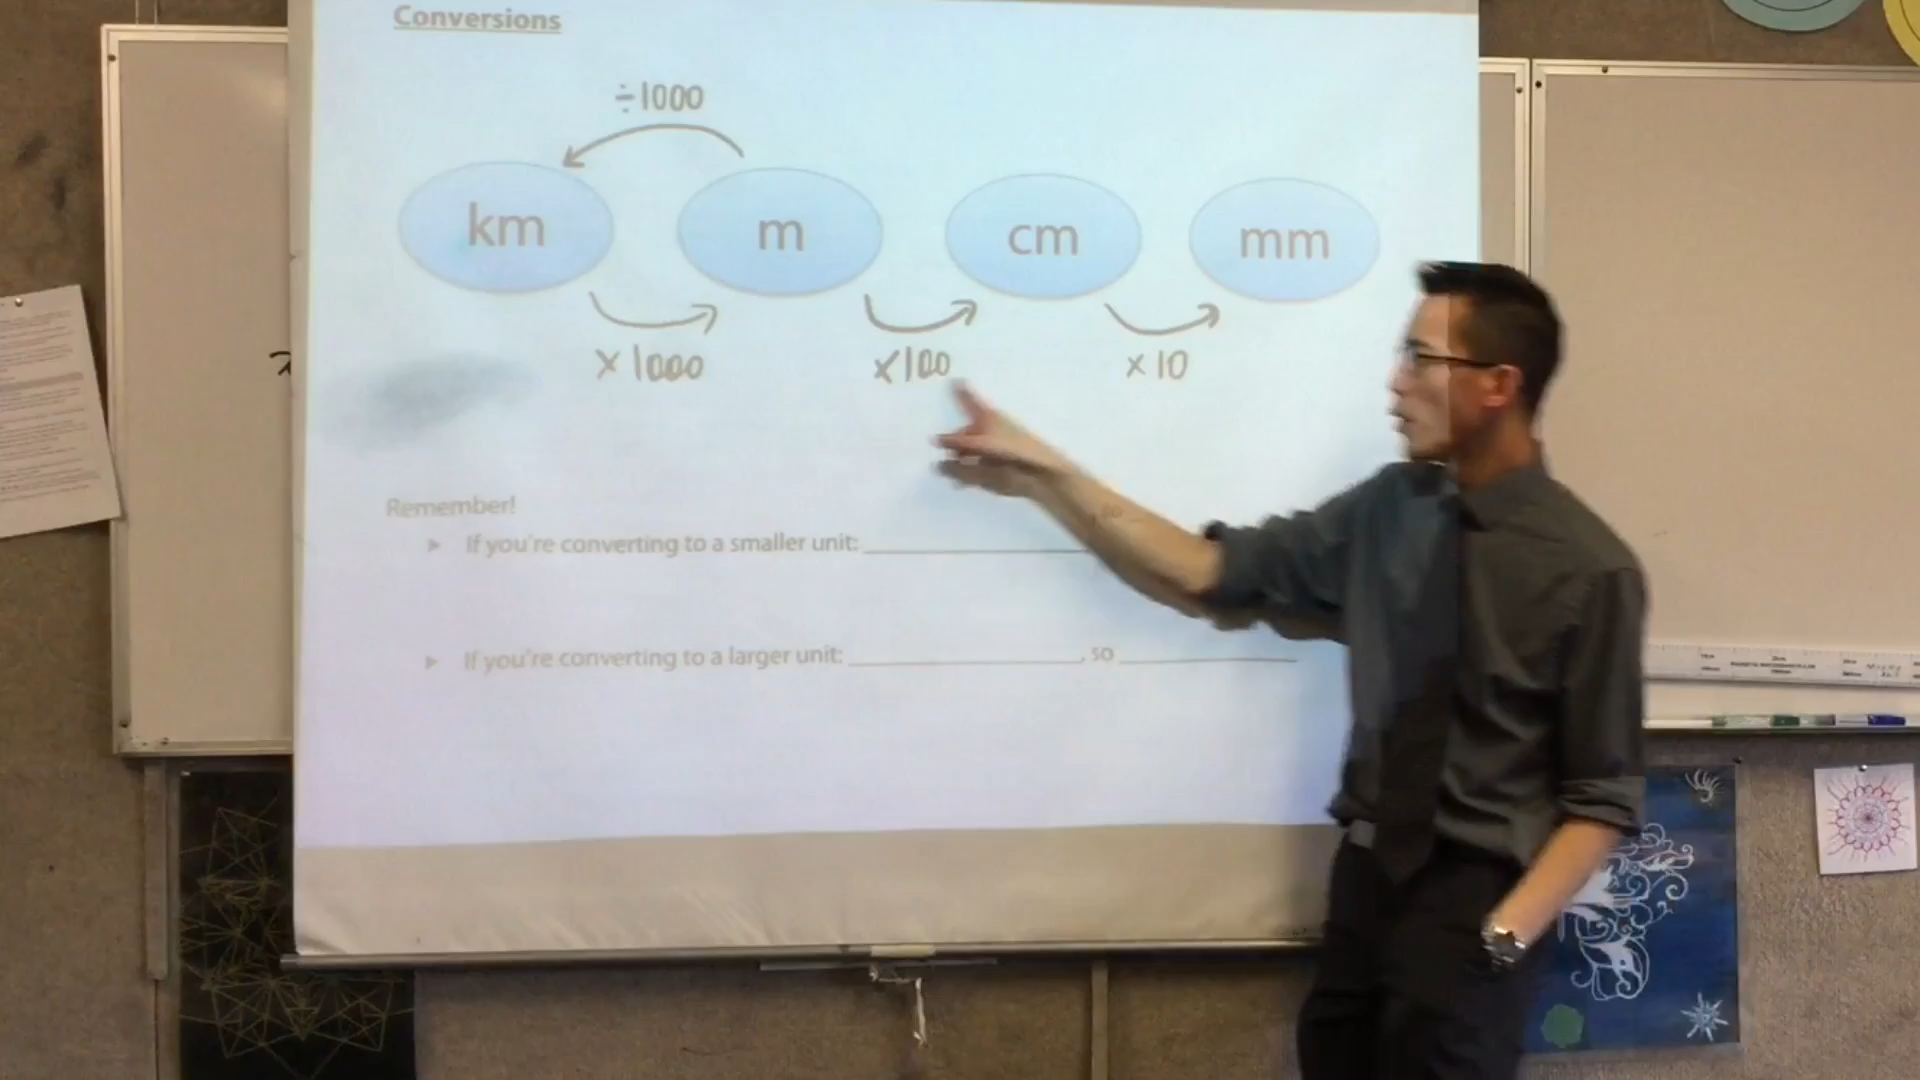 Conversions
÷1000
km m cm mm
×1000 ×100 ×10
Remember!
If you're converting to a smaller unit:
If you're converting to a larger unit: , so